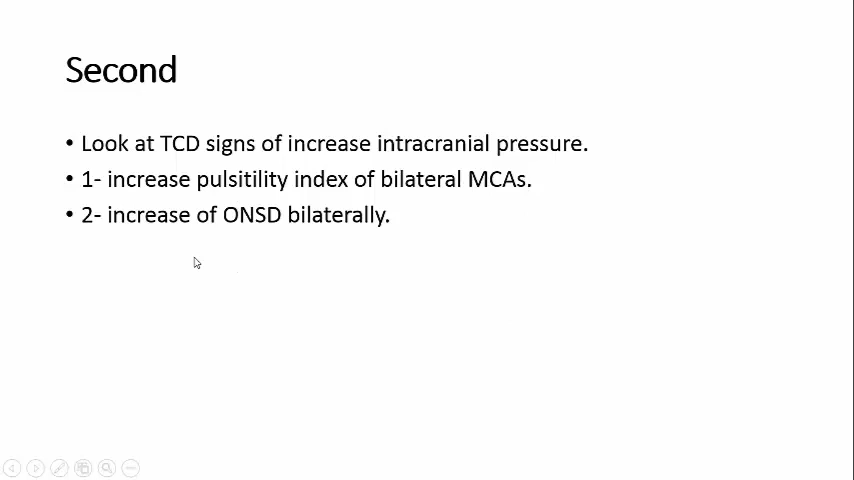 Second
• Look at TCD signs of increase intracranial pressure.
• 1- increase pulsitility index of bilateral MCAs.
• 2- increase of ONSD bilaterally.